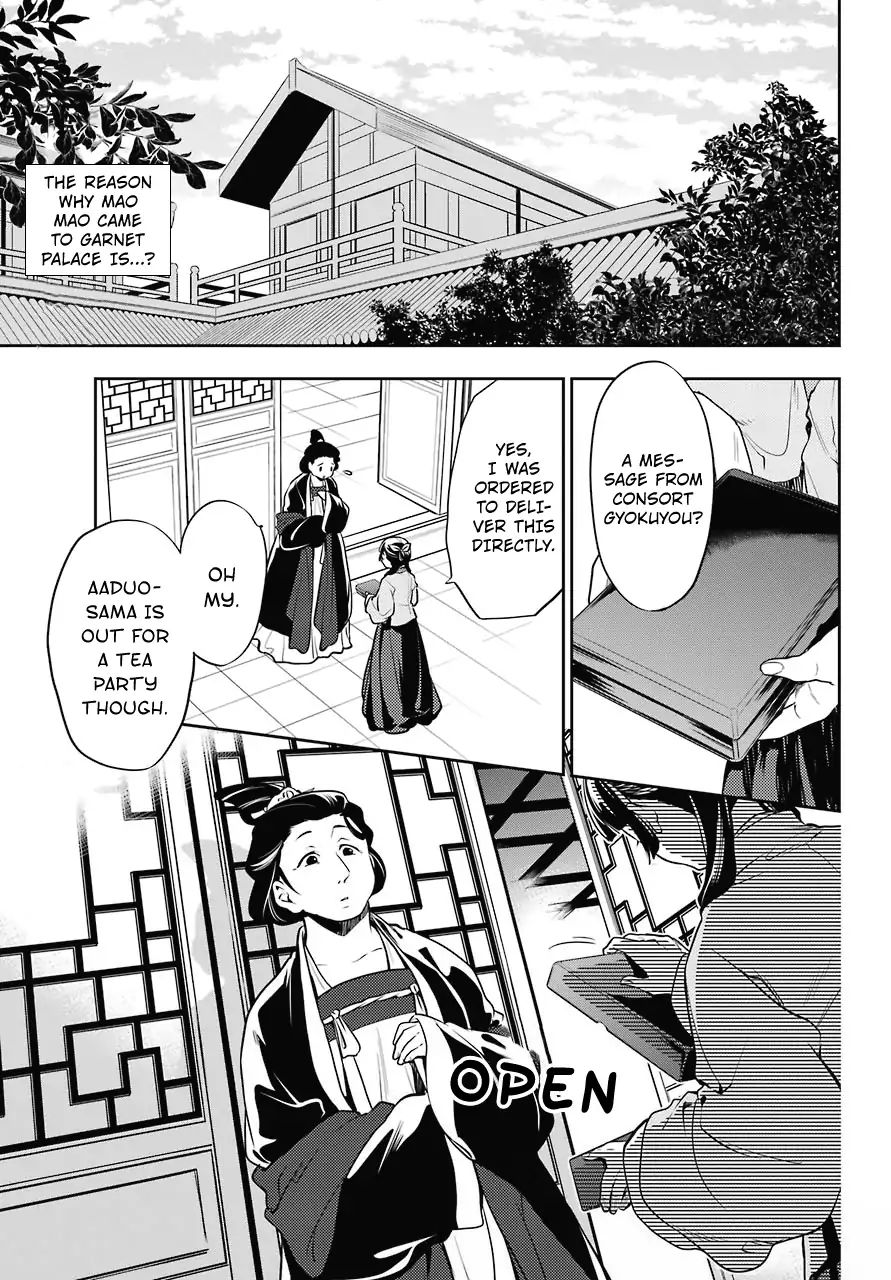 THE REASON
WHY MAO
MAO CAME
TO GARNET
PALACE IS...?
A MES-
SAGE FROM
CONSORT
GYOKUYOU?
YES,
I WAS
ORDERED
TO DELI-
VER THIS
DIRECTLY.
OH
MY.
AADUO-
SAMA IS
OUT FOR
A TEA
PARTY
THOUGH.
OPEN